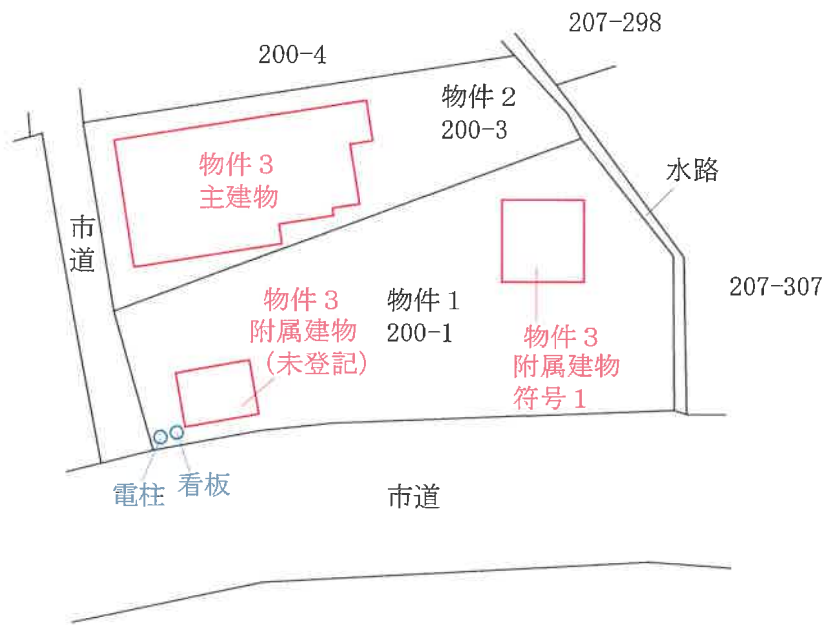 207-298
200-4
物件２
200-3
物件３
主建物
水路
市道
207-307
物件３
附属建物
(未登記)
物件１
200-1
物件３
附属建物
符号１
電柱
看板
市道